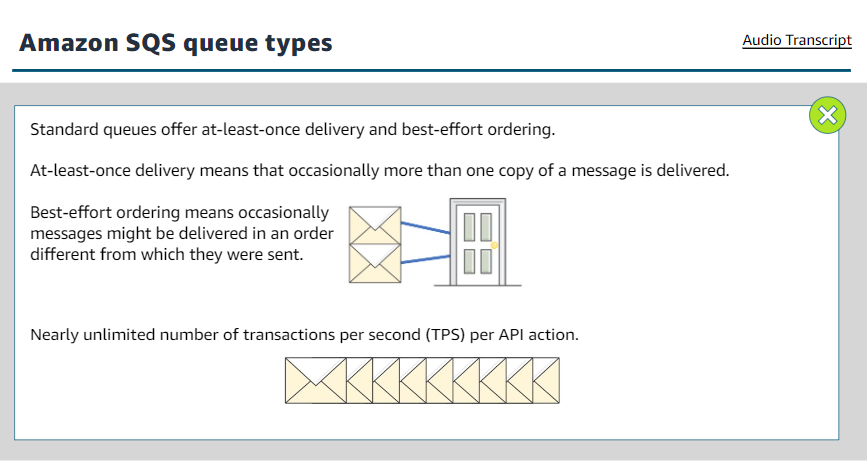 Amazon SQS queue types
Audio Transcript
Standard queues offer at-least-once delivery and best-effort ordering.
At-least-once delivery means that occasionally more than one copy of a message is delivered.
Best-effort ordering means occasionally
messages might be delivered in an order
different from which they were sent.
Nearly unlimited number of transactions per second (TPS) per API action.